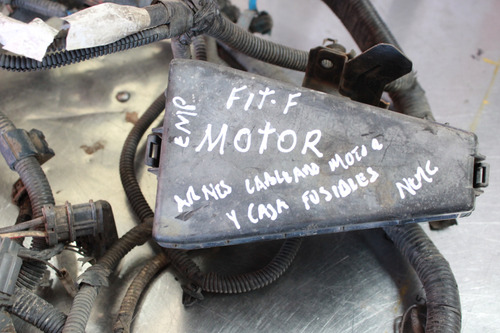 FIT-F
EMP.
MOTOR
ARNES CABLEADO MOTOR
Y CAJA FUSIBLES